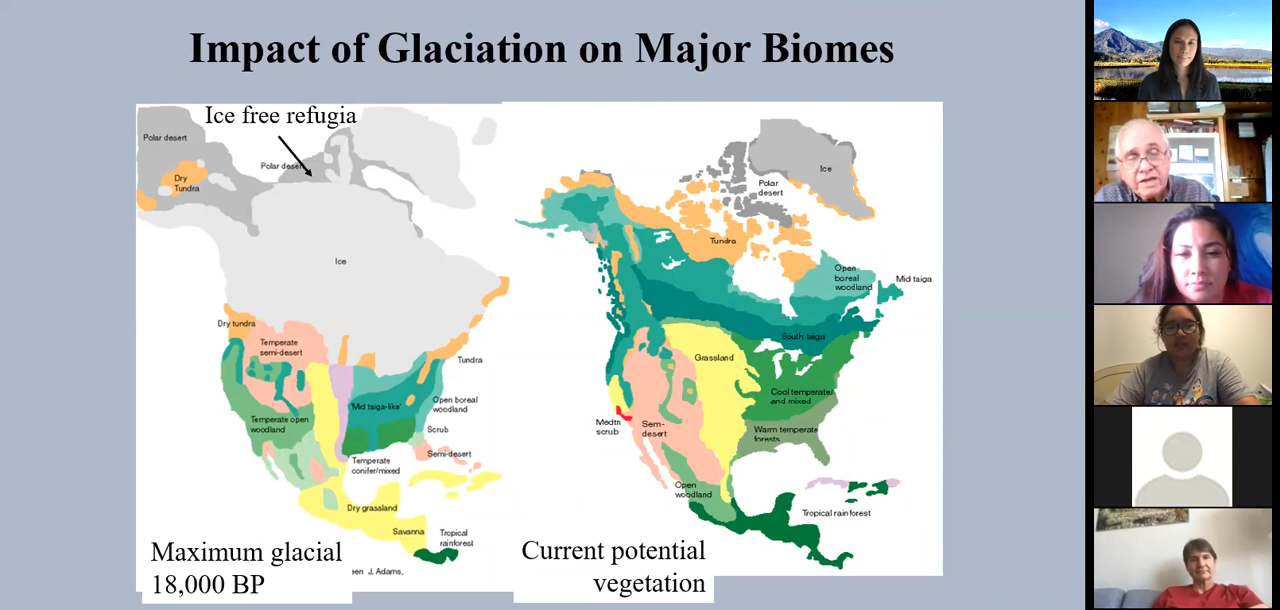 Impact of Glaciation on Major Biomes
Ice free refugia
Polar desert
Polar desert
Dry
Tundra
Ice
Dry tundra
Temperate
semi-desert
Tundra
'Mid taiga-like'
Open boreal
woodland
Temperate open
woodland
Scrub
Semi-desert
Temperate
conifer/mixed
Dry grassland
Savanna
Tropical
rainforest
een J. Adams,
Maximum glacial
18,000 BP
Ice
Polar
desert
Tundra
Open
boreal
woodland
Mid taiga
South taiga
Grassland
Cool temperate/
and mixed
Medtn
scrub
Sem-
desert
Warm temperate
forests
Open
woodland
Tropical rainforest
Current potential
vegetation